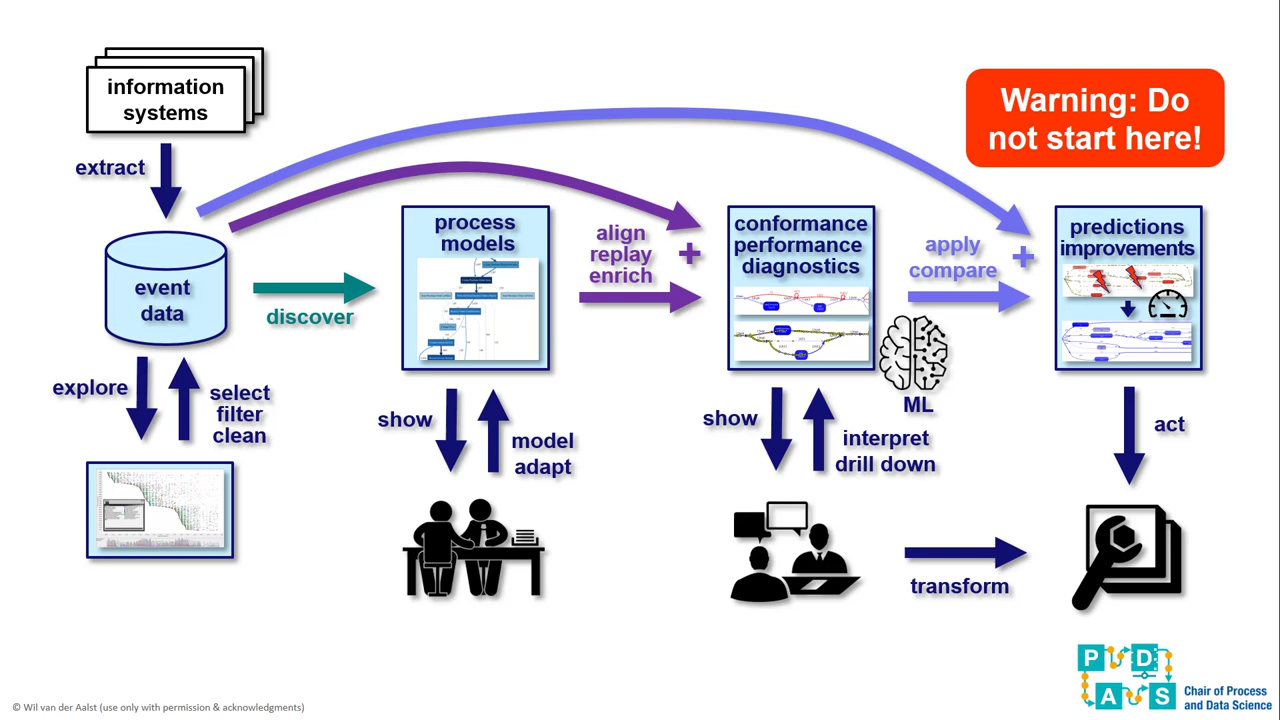 information
systems
Warning: Do
not start here!
extract
event
data
discover
process
models
align
replay
enrich
+
conformance
performance
diagnostics
apply
compare
+
predictions
improvements
explore
select
filter
clean
show
model
adapt
show
ML
interpret
drill down
act
transform
P D
A S
Chair of Process
and Data Science
© Wil van der Aalst (use only with permission & acknowledgments)